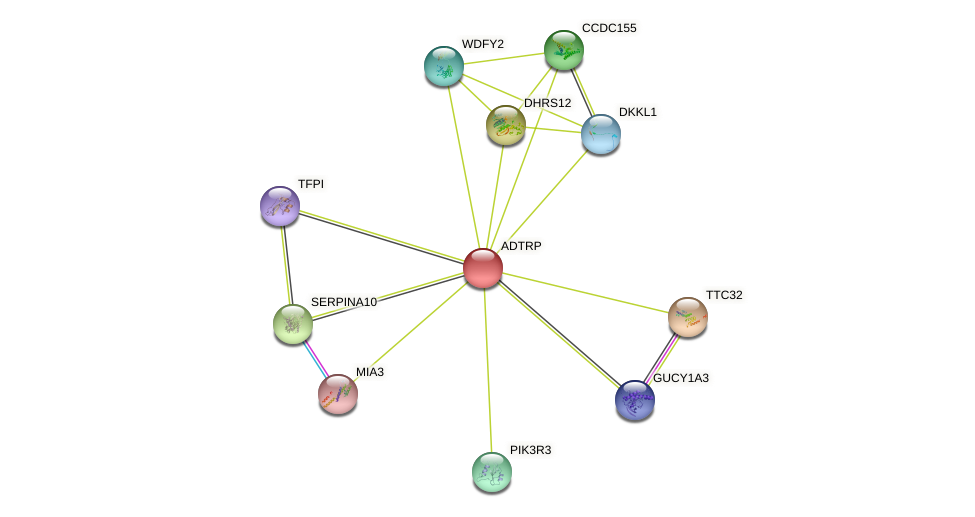 CCDC155
WDFY2
DHRS12
DKKL1
TFPI
ADTRP
TTC32
SERPINA10
MIA3
GUCY1A3
PIK3R3